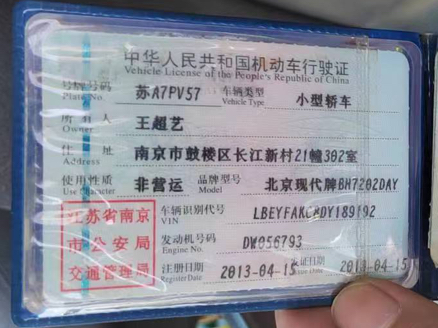 中华人民共和国机动车行驶证
Vehicle License of the People's Republic of China
号牌号码 Plate No. 苏A7PV57 车辆类型 Vehicle Type 小型轿车
所有人 Owner 王超艺
住址 Address 南京市鼓楼区长江新村21幢302室
使用性质 Use Character 非营运 品牌型号 Model 北京现代牌BH7202DAY
江苏省南京市公安局交通管理局
车辆识别代号 VIN
发动机号码 Engine No. DW056793
注册日期 Register Date 2013-04-15 发证日期 Issue Date 2013-04-15